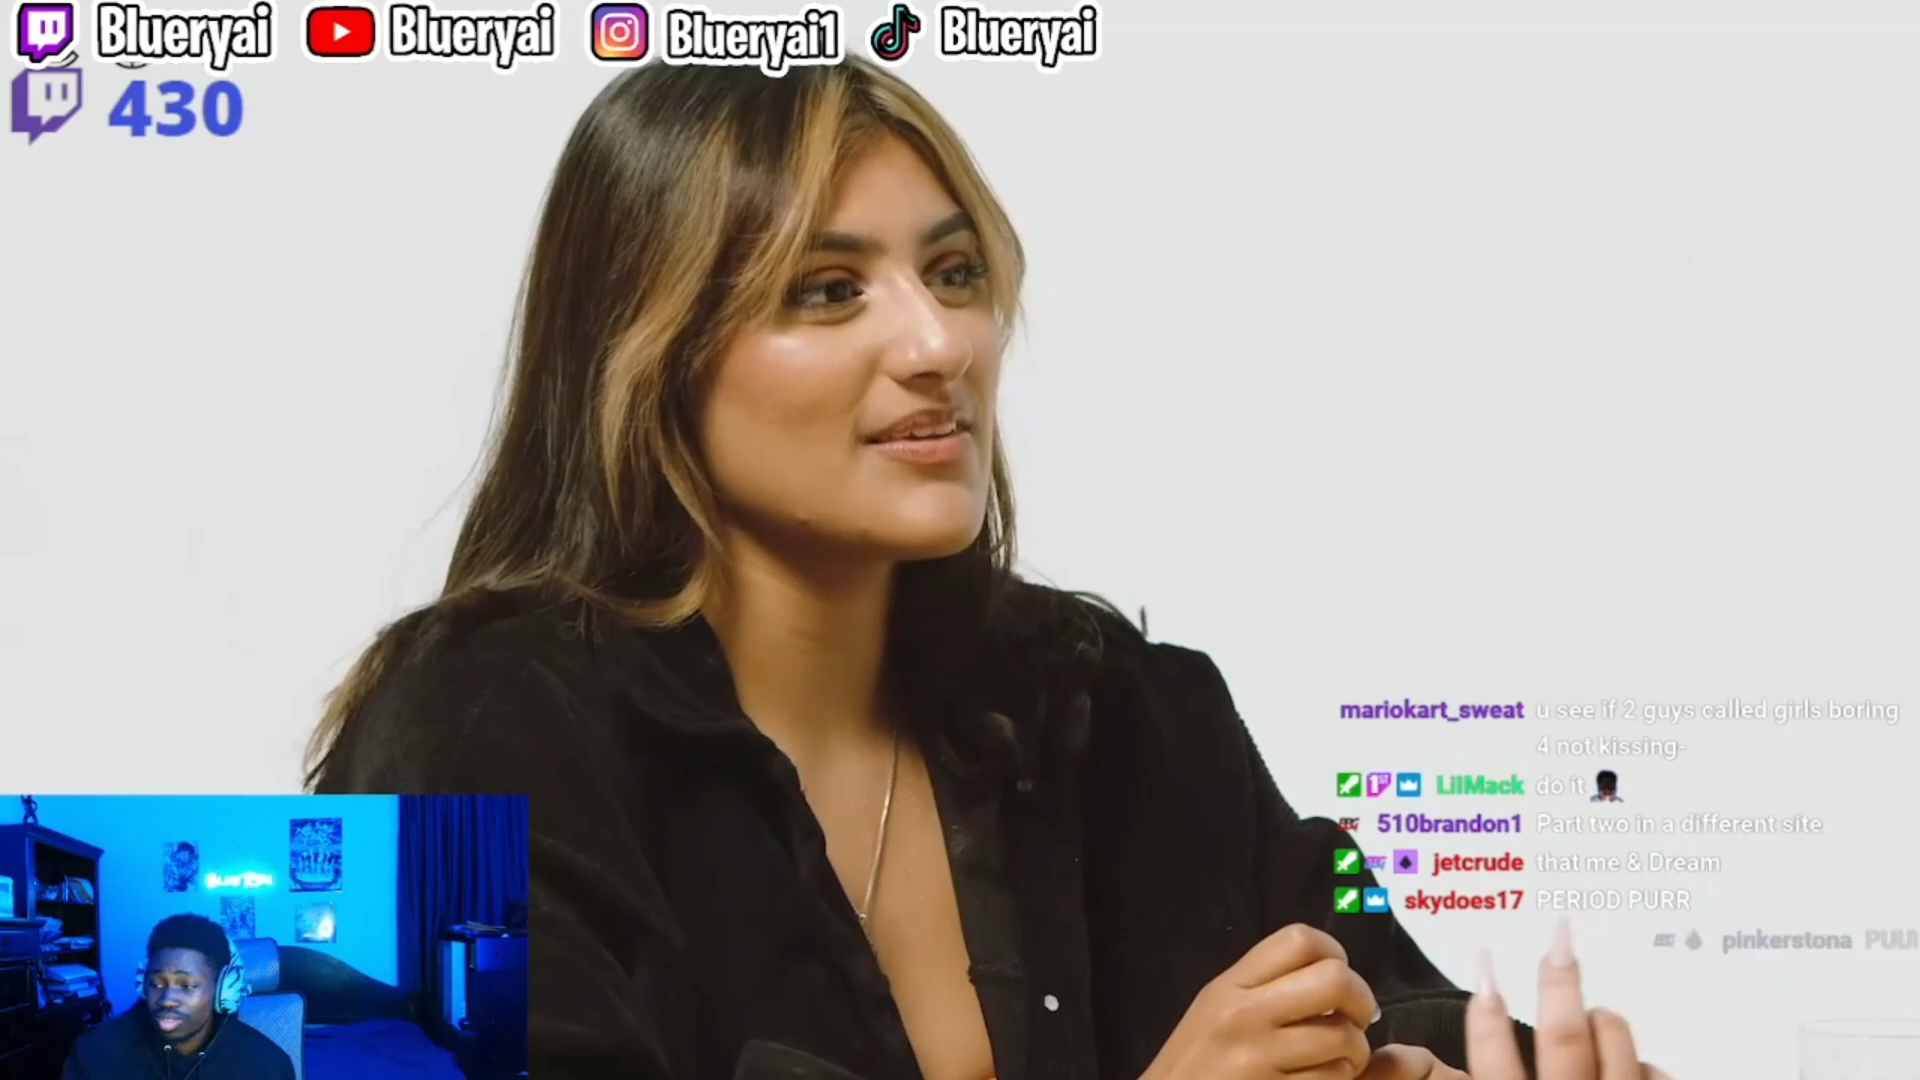 Blueryai Blueryai Blueryai1 Blueryai
430
mariokart_sweat u see if 2 guys called girls boring
4 not kissing-
LilMack do it
510brandon1 Part two in a different site
jetcrude that me & Dream
skydoes17 PERIOD PURR
pinkerstona